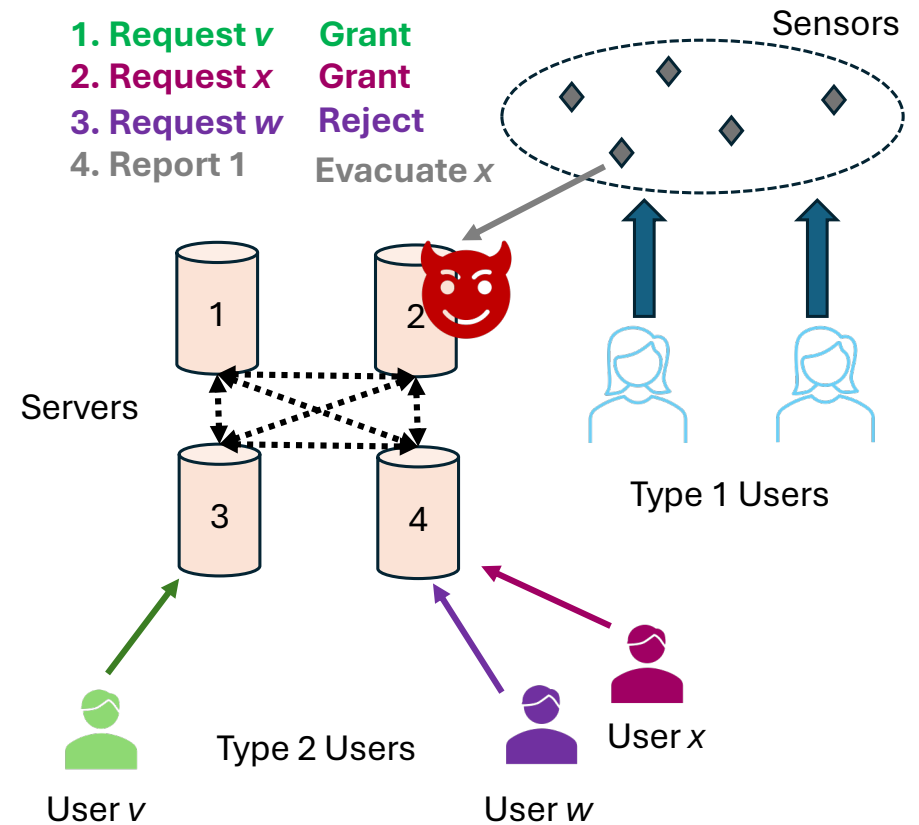 1. Request v Grant
2. Request x Grant
3. Request w Reject
4. Report 1 Evacuate x
Sensors
1
2
Servers
3
4
Type 1 Users
User v
Type 2 Users
User w
User x